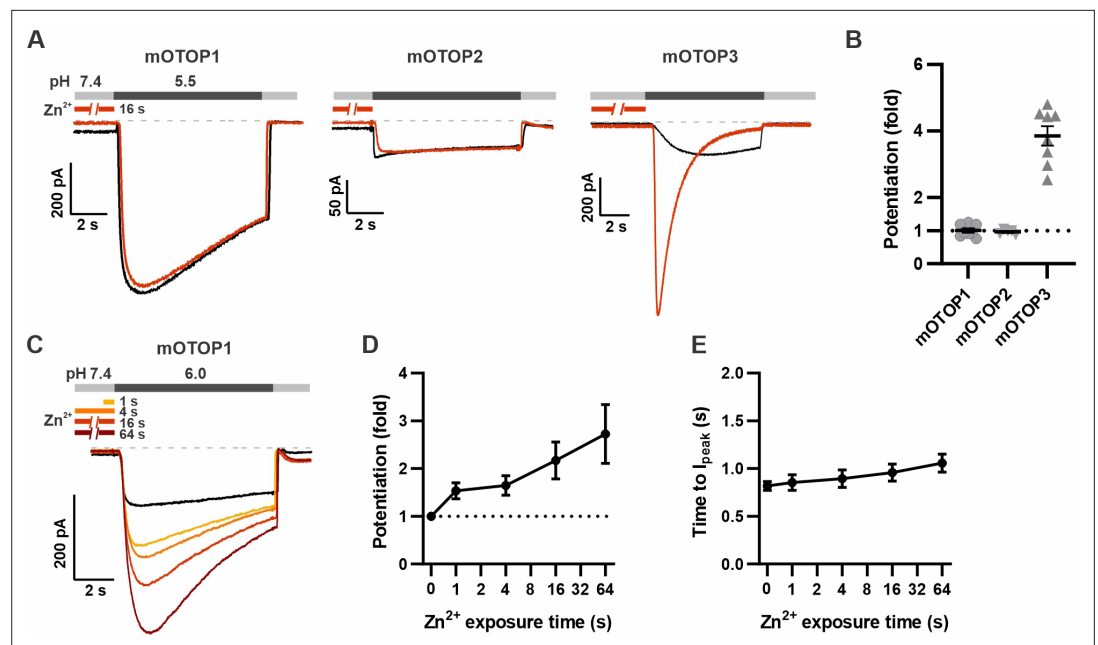 A
mOTOP1
mOTOP2
mOTOP3
pH 7.4 5.5
Zn2+ 16 s
200 pA
2 s
50 pA
2 s
200 pA
2 s
B
Potentiation (fold)
6
4
2
1
0
mOTOP1
mOTOP2
mOTOP3
C
mOTOP1
pH 7.4 6.0
Zn2+
1 s
4 s
16 s
64 s
200 pA
2 s
D
Potentiation (fold)
4
3
2
1
0
0 1 2 4 8 16 32 64
Zn2+ exposure time (s)
E
Time to Ipeak (s)
2.0
1.5
1.0
0.5
0.0
0 1 2 4 8 16 32 64
Zn2+ exposure time (s)